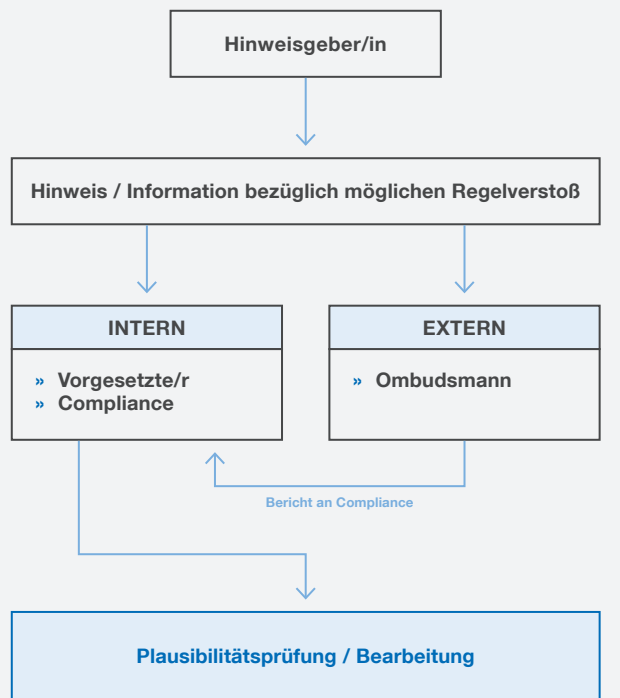 Hinweisgeber/in
Hinweis / Information bezüglich möglichen Regelverstoß
INTERN
» Vorgesetzte/r
» Compliance
EXTERN
» Ombudsmann
Bericht an Compliance
Plausibilitätsprüfung / Bearbeitung